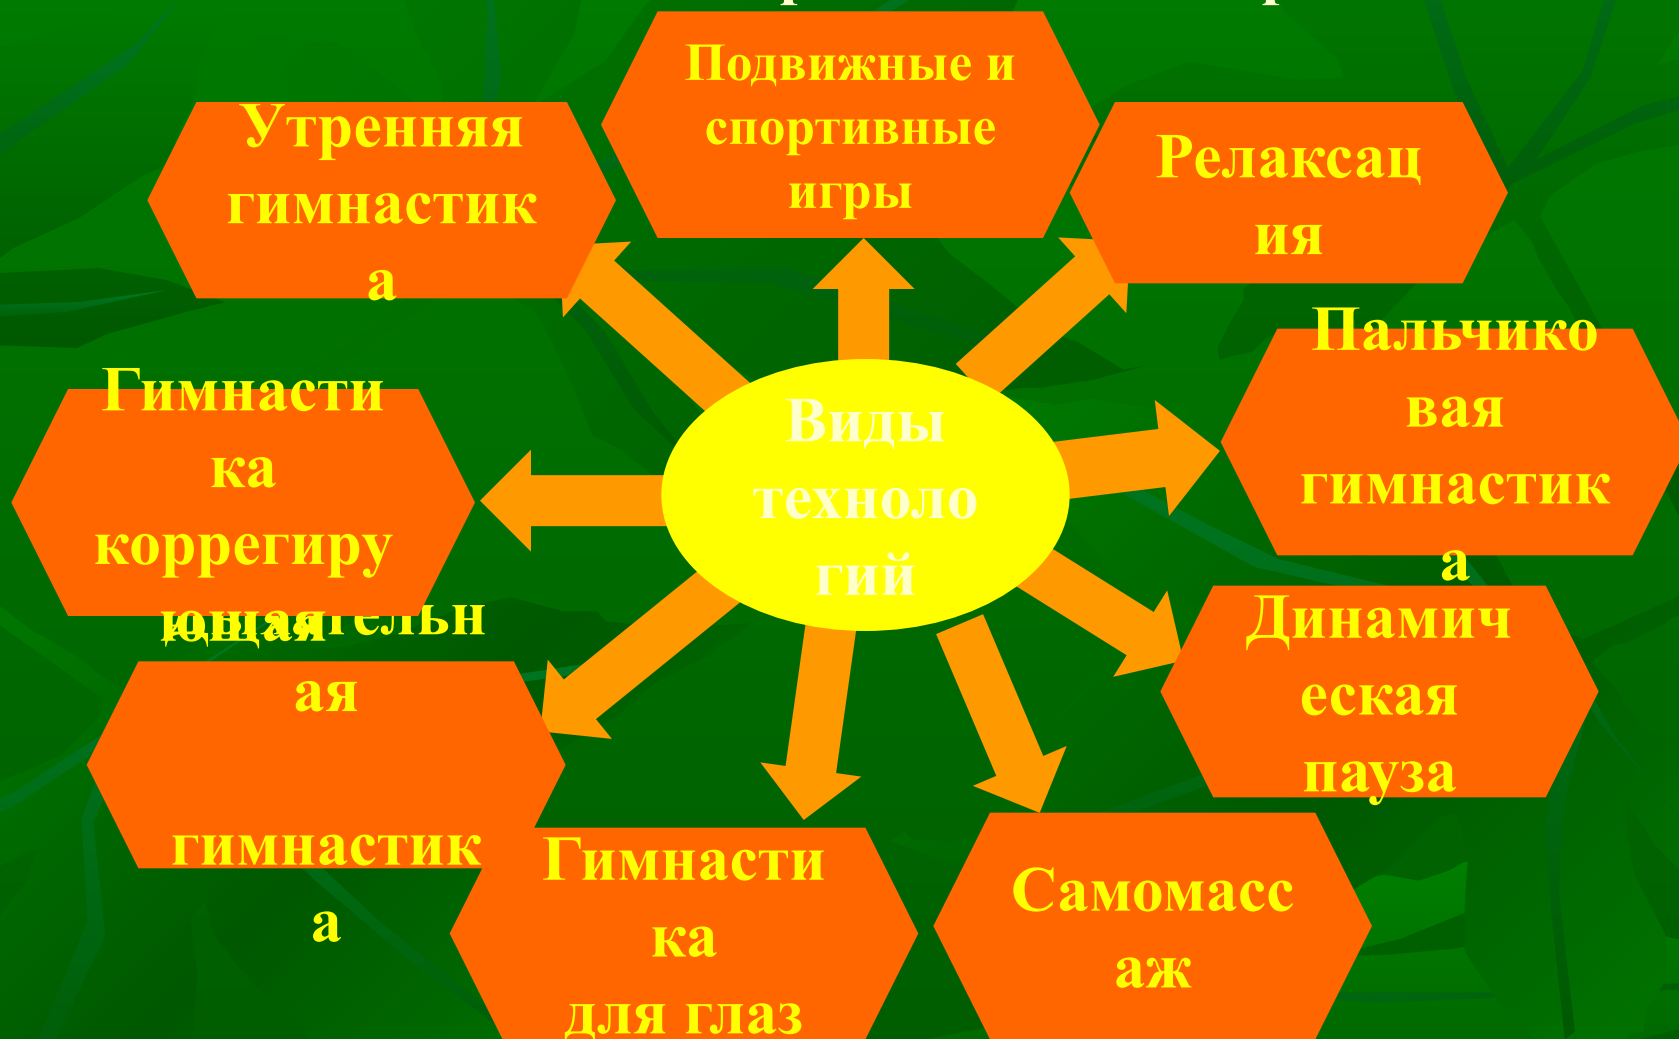 Подвижные и
спортивные
игры
Утренняя
гимнастик
а
Релаксац
ия
Пальчико
вая
гимнастик
а
Гимнасти
ка
коррегиру
ющая
Виды
техноло
гий
ая
гимнастик
а
Динамич
еская
пауза
Гимнасти
ка
для глаз
Самомасс
аж